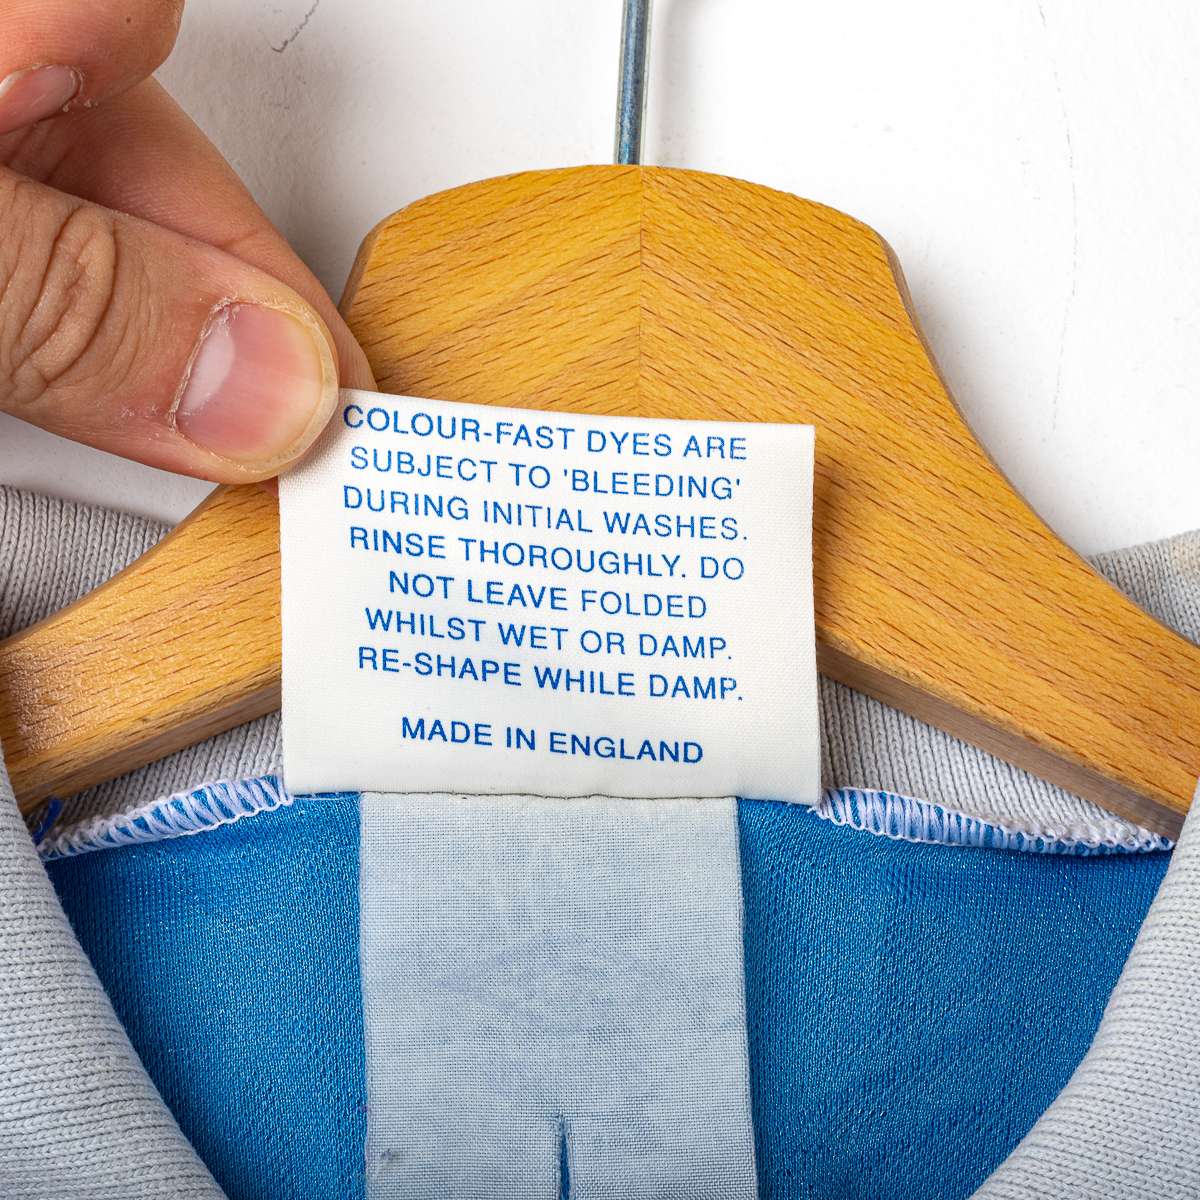 COLOUR-FAST DYES ARE
SUBJECT TO 'BLEEDING'
DURING INITIAL WASHES.
RINSE THOROUGHLY. DO
NOT LEAVE FOLDED
WHILST WET OR DAMP.
RE-SHAPE WHILE DAMP.
MADE IN ENGLAND